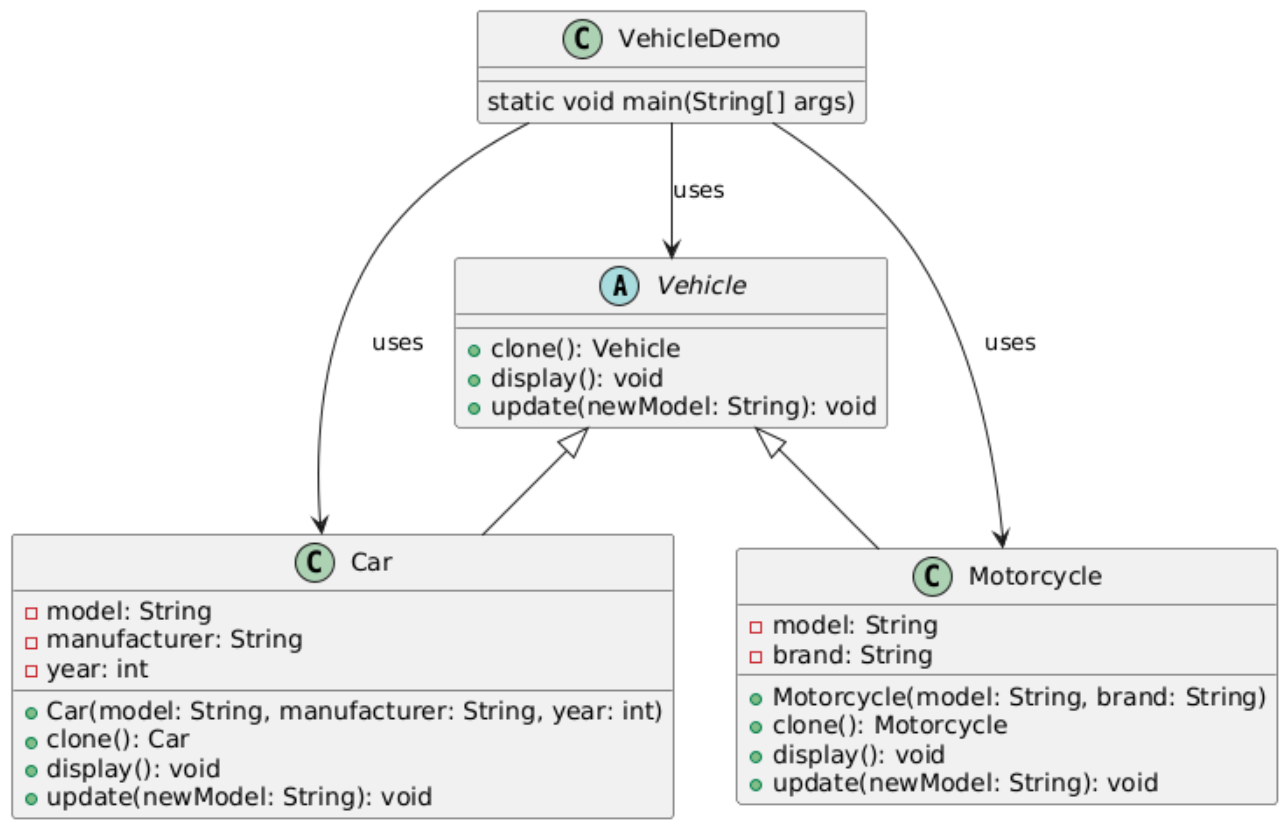 C VehicleDemo
static void main(String[] args)
uses
A Vehicle
clone(): Vehicle
display(): void
update(newModel: String): void
uses
uses
C Car
model: String
manufacturer: String
year: int
Car(model: String, manufacturer: String, year: int)
clone(): Car
display(): void
update(newModel: String): void
C Motorcycle
model: String
brand: String
Motorcycle(model: String, brand: String)
clone(): Motorcycle
display(): void
update(newModel: String): void